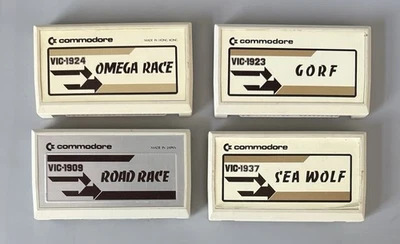 commodore MADE IN HONG KONG
VIC-1924
OMEGA RACE
commodore
VIC-1923
GORF
commodore MADE IN JAPAN
VIC-1909
ROAD RACE
commodore
VIC-1937
SEA WOLF